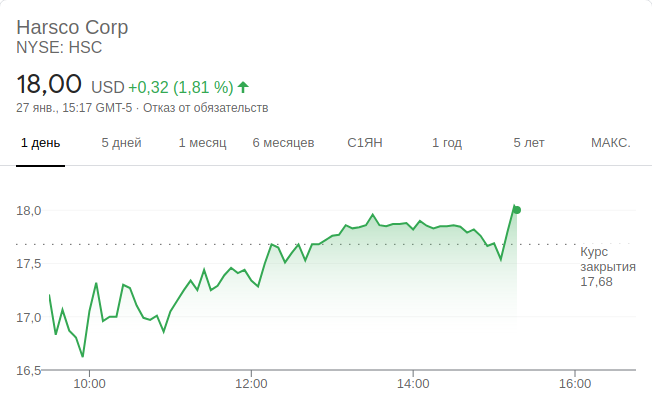 Harsco Corp
NYSE: HSC
18,00 USD +0,32 (1,81 %)
27 янв., 15:17 GMT-5 · Отказ от обязательств
1 день 5 дней 1 месяц 6 месяцев С1ЯН 1 год 5 лет МАКС.
18,0
Курс
закрытия
17,68
17,5
17,0
16,5
10:00 12:00 14:00 16:00